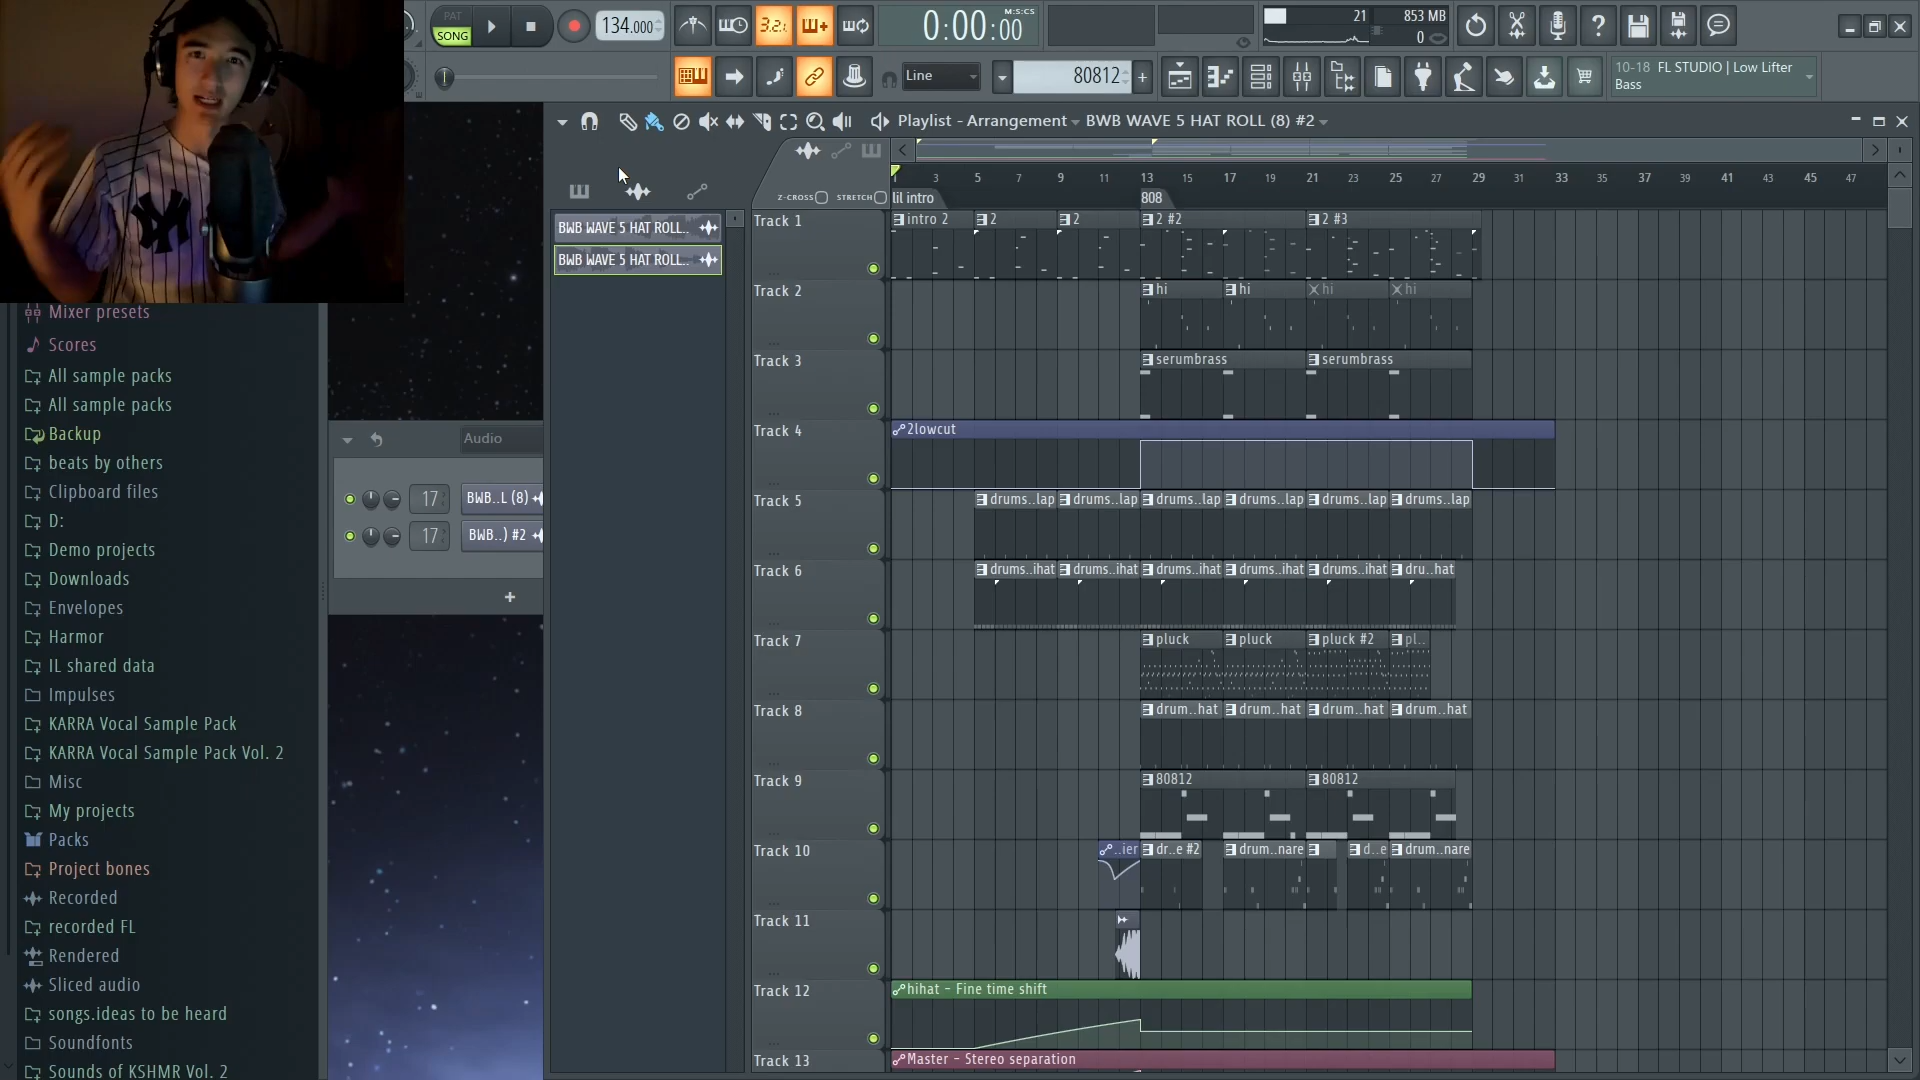 PAT
SONG
134.000
3.2.
0:00:00
M:S:CS
21
853 MB
0
Line
80812
10-18 FL STUDIO | Low Lifter
Bass
Playlist - Arrangement
BWB WAVE 5 HAT ROLL (8) #2
Z-CROSS
STRETCH
3
5
7
9
11
13
15
17
19
21
23
25
27
29
31
33
35
37
39
41
43
45
47
lil intro
808
BWB WAVE 5 HAT ROLL..
BWB WAVE 5 HAT ROLL..
Mixer presets
Scores
All sample packs
All sample packs
Backup
beats by others
Clipboard files
D:
Demo projects
Downloads
Envelopes
Harmor
IL shared data
Impulses
KARRA Vocal Sample Pack
KARRA Vocal Sample Pack Vol. 2
Misc
My projects
Packs
Project bones
Recorded
recorded FL
Rendered
Sliced audio
songs.ideas to be heard
Soundfonts
Sounds of KSHMR Vol. 2
Audio
17
BWB..L (8)
17
BWB..) #2
Track 1
intro 2
2
2
2 #2
2 #3
Track 2
hi
hi
hi
hi
Track 3
serumbrass
serumbrass
Track 4
2lowcut
Track 5
drums..lap
drums..lap
drums..lap
drums..lap
drums..lap
drums..lap
Track 6
drums..ihat
drums..ihat
drums..ihat
drums..ihat
drums..ihat
dru..hat
Track 7
pluck
pluck
pluck #2
pl..
Track 8
drum..hat
drum..hat
drum..hat
drum..hat
Track 9
80812
80812
Track 10
..ier
dr..e #2
drum..nare
d..e
drum..nare
Track 11
Track 12
hihat - Fine time shift
Track 13
Master - Stereo separation